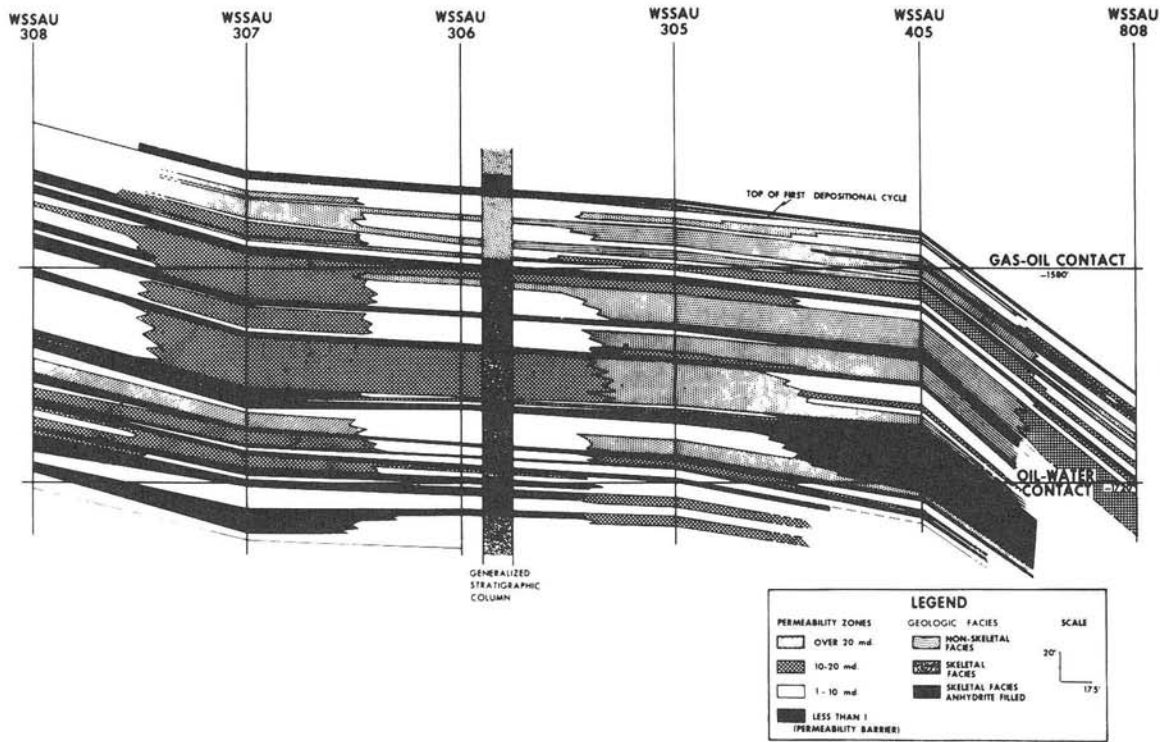 WSSAU 308
WSSAU 307
WSSAU 306
WSSAU 305
WSSAU 405
WSSAU 808
TOP OF FIRST DEPOSITIONAL CYCLE
GAS-OIL CONTACT
-1580'
OIL-WATER
CONTACT
GENERALIZED
STRATIGRAPHIC
COLUMN
LEGEND
PERMEABILITY ZONES GEOLOGIC FACIES SCALE
OVER 20 md.
10-20 md.
1-10 md.
LESS THAN 1
(PERMEABILITY BARRIER)
NON-SKELETAL
FACIES
SKELETAL
FACIES
SKELETAL FACIES
ANHYDRITE FILLED
20'
175'